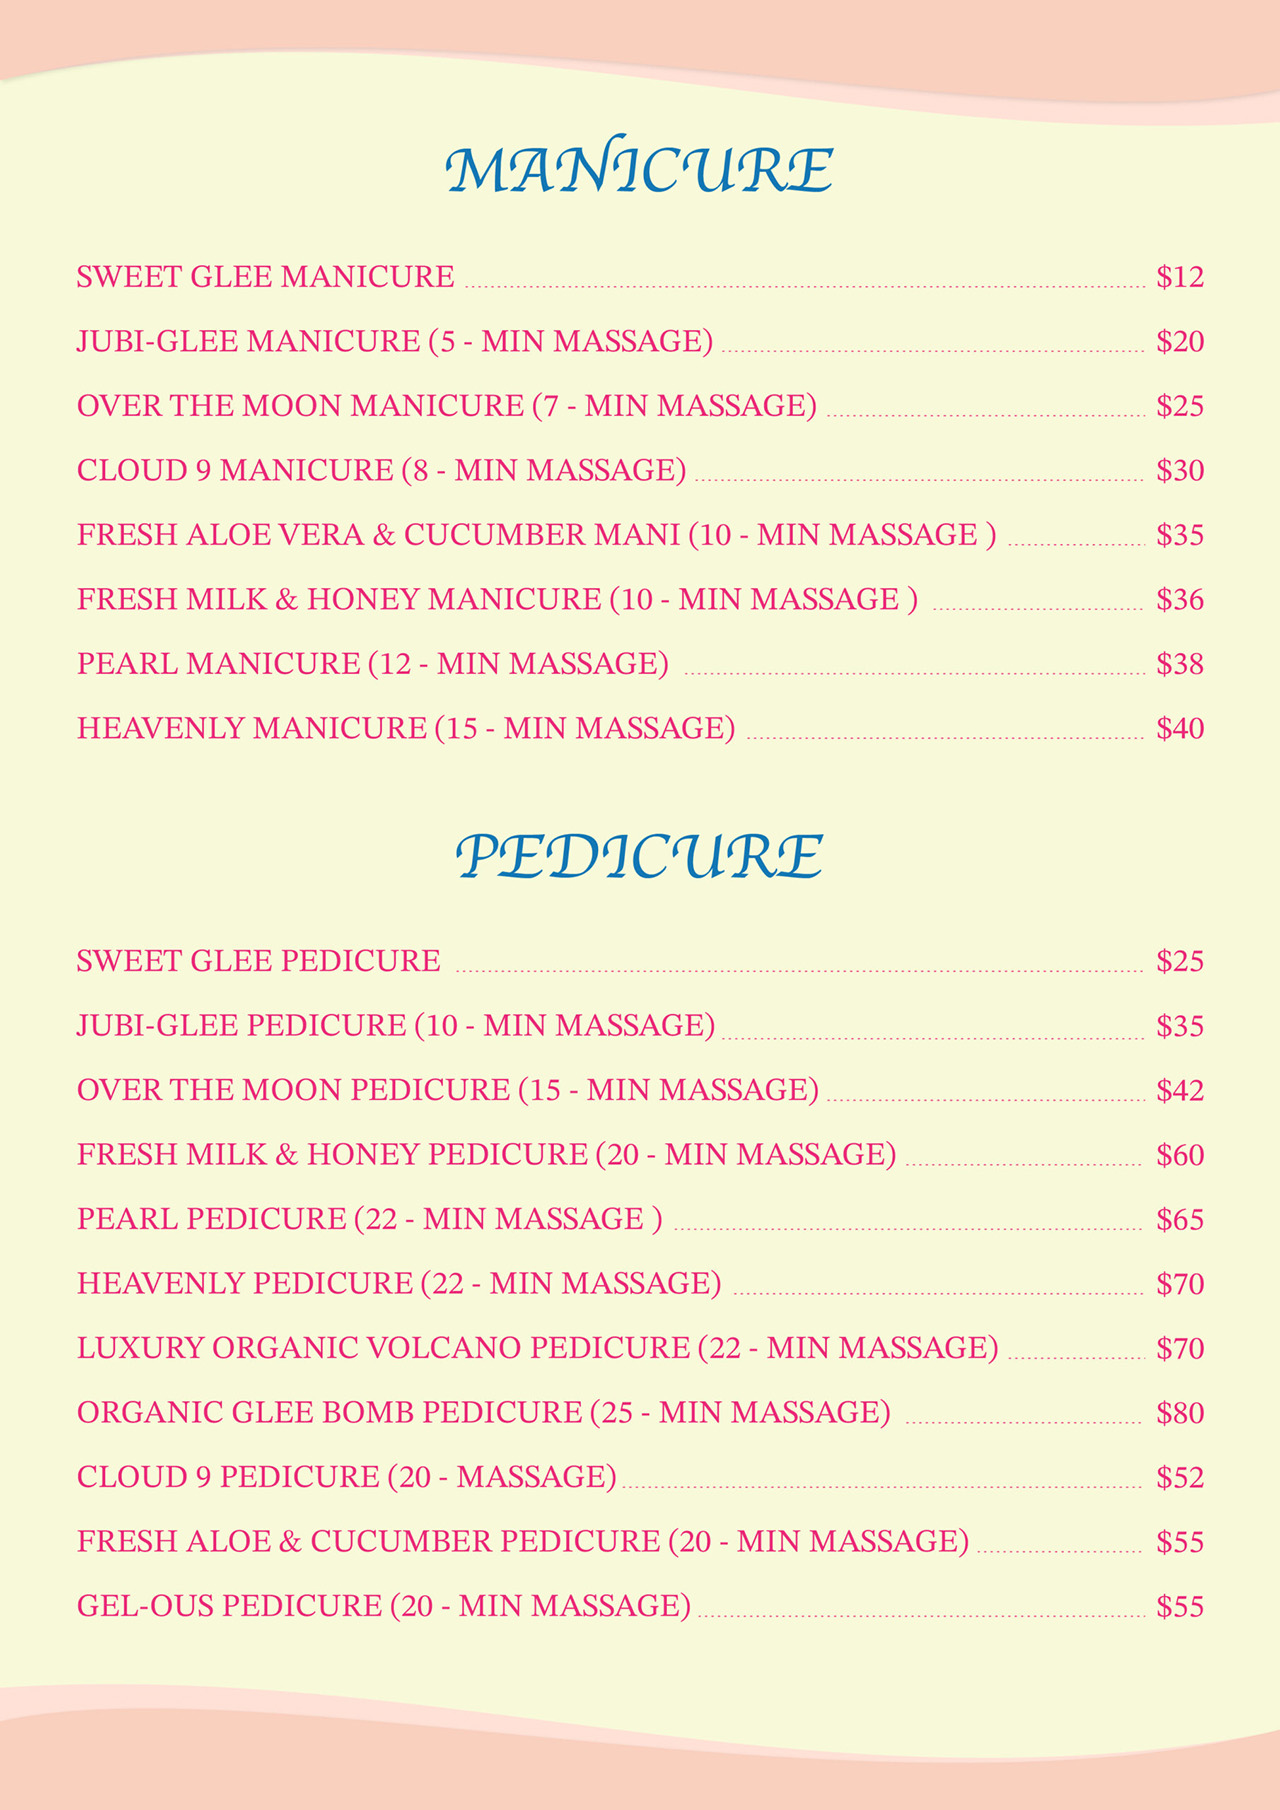 MANICURE
SWEET GLEE MANICURE $12
JUBI-GLEE MANICURE (5 - MIN MASSAGE) $20
OVER THE MOON MANICURE (7 - MIN MASSAGE) $25
CLOUD 9 MANICURE (8 - MIN MASSAGE) $30
FRESH ALOE VERA & CUCUMBER MANI (10 - MIN MASSAGE ) $35
FRESH MILK & HONEY MANICURE (10 - MIN MASSAGE ) $36
PEARL MANICURE (12 - MIN MASSAGE) $38
HEAVENLY MANICURE (15 - MIN MASSAGE) $40
PEDICURE
SWEET GLEE PEDICURE $25
JUBI-GLEE PEDICURE (10 - MIN MASSAGE) $35
OVER THE MOON PEDICURE (15 - MIN MASSAGE) $42
FRESH MILK & HONEY PEDICURE (20 - MIN MASSAGE) $60
PEARL PEDICURE (22 - MIN MASSAGE ) $65
HEAVENLY PEDICURE (22 - MIN MASSAGE) $70
LUXURY ORGANIC VOLCANO PEDICURE (22 - MIN MASSAGE) $70
ORGANIC GLEE BOMB PEDICURE (25 - MIN MASSAGE) $80
CLOUD 9 PEDICURE (20 - MASSAGE) $52
FRESH ALOE & CUCUMBER PEDICURE (20 - MIN MASSAGE) $55
GEL-OUS PEDICURE (20 - MIN MASSAGE) $55